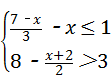 { (7 - x)/3 - x ≤ 1
8 - (x+2)/2 > 3